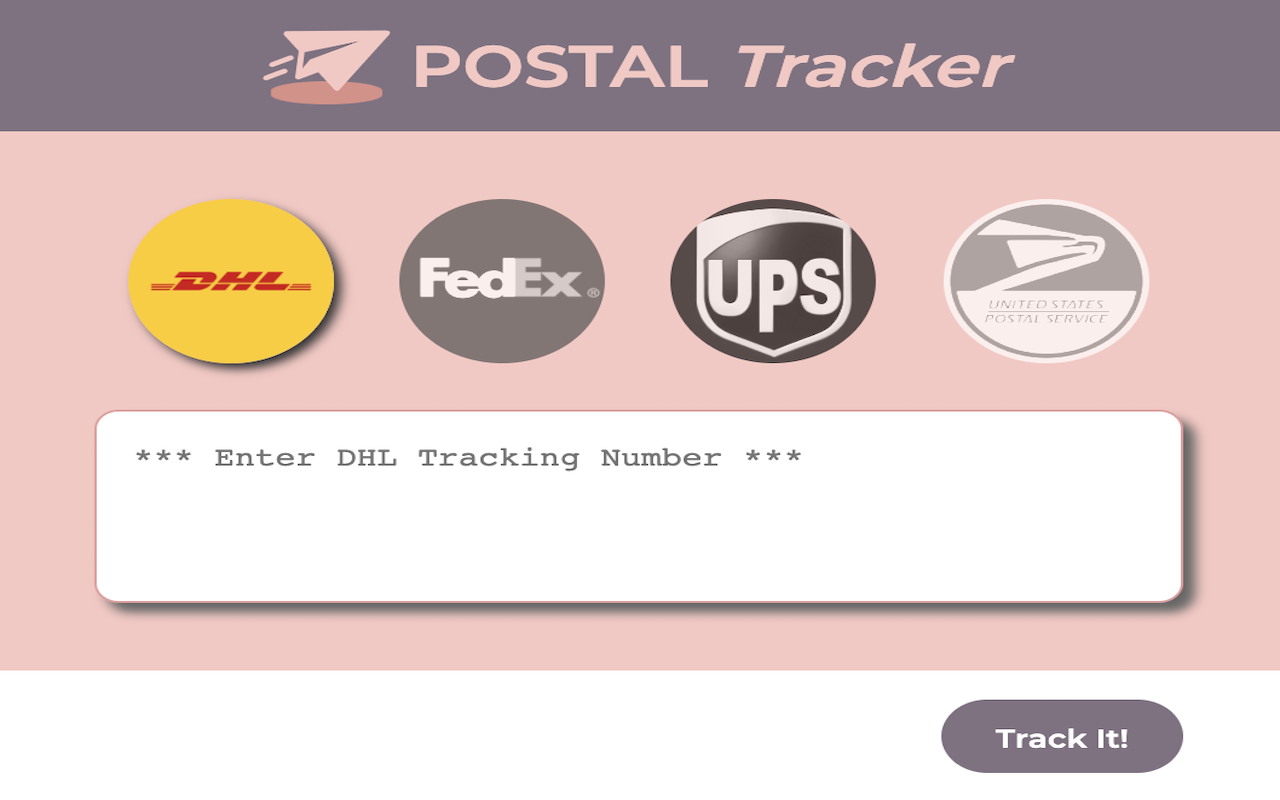 POSTAL Tracker
DHL
FedEx®
UPS
UNITED STATES
POSTAL SERVICE
*** Enter DHL Tracking Number ***
Track It!